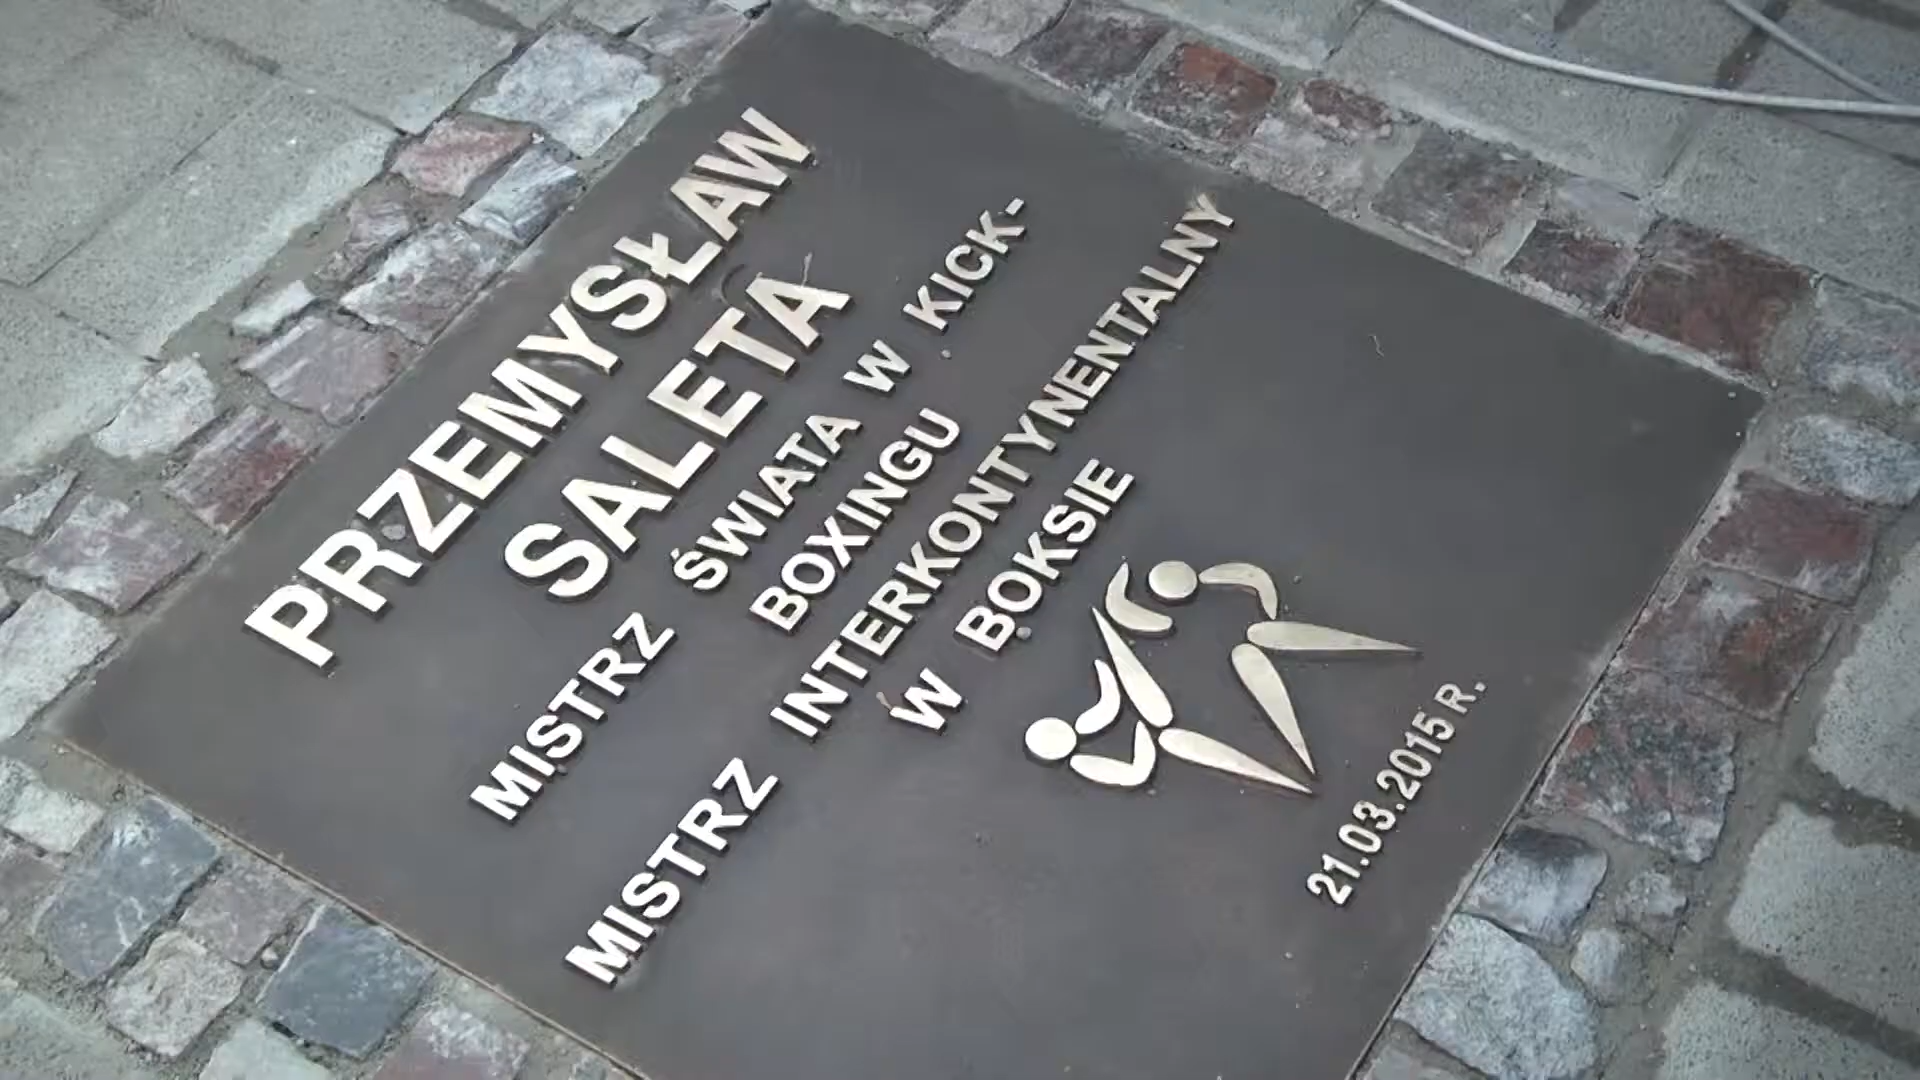 PRZEMYSŁAW
SALETA
MISTRZ ŚWIATA W KICK-
BOXINGU
MISTRZ INTERKONTYNENTALNY
W BOKSIE
21.03.2015 R.